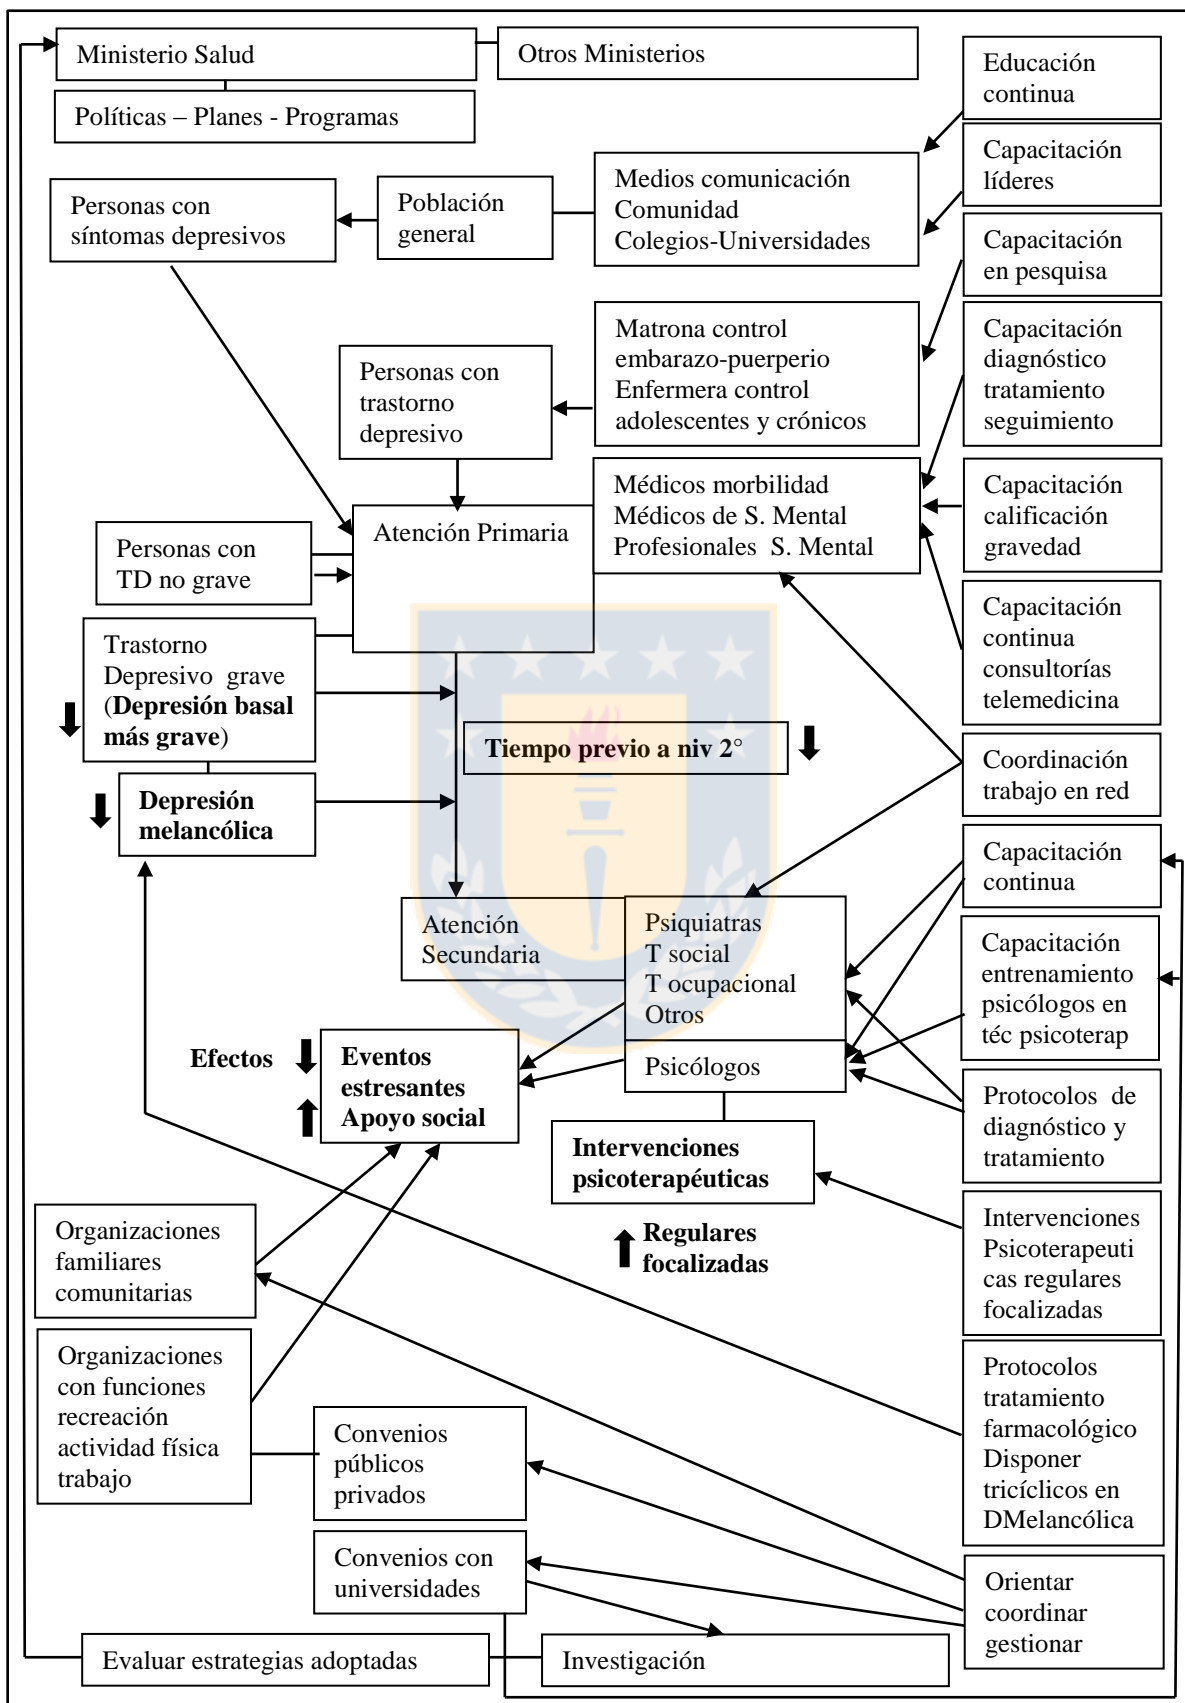 Ministerio Salud
Otros Ministerios
Políticas – Planes - Programas
Educación
continua
Capacitación
líderes
Medios comunicación
Comunidad
Colegios-Universidades
Población
general
Personas con
síntomas depresivos
Capacitación
en pesquisa
Matrona control
embarazo-puerperio
Enfermera control
adolescentes y crónicos
Personas con
trastorno
depresivo
Capacitación
diagnóstico
tratamiento
seguimiento
Médicos morbilidad
Médicos de S. Mental
Profesionales S. Mental
Atención Primaria
Capacitación
calificación
gravedad
Personas con
TD no grave
Capacitación
continua
consultorías
telemedicina
Trastorno
Depresivo grave
(Depresión basal
más grave)
Tiempo previo a niv 2°
Coordinación
trabajo en red
Depresión
melancólica
Capacitación
continua
Atención
Secundaria
Psiquiatras
T social
T ocupacional
Otros
Psicólogos
Capacitación
entrenamiento
psicólogos en
téc psicoterap
Efectos
Eventos
estresantes
Apoyo social
Protocolos de
diagnóstico y
tratamiento
Intervenciones
psicoterapéuticas
Regulares
focalizadas
Intervenciones
Psicoterapeuti
cas regulares
focalizadas
Organizaciones
familiares
comunitarias
Organizaciones
con funciones
recreación
actividad física
trabajo
Protocolos
tratamiento
farmacológico
Disponer
tricíclicos en
DMelancólica
Convenios
públicos
privados
Convenios con
universidades
Orientar
coordinar
gestionar
Evaluar estrategias adoptadas
Investigación